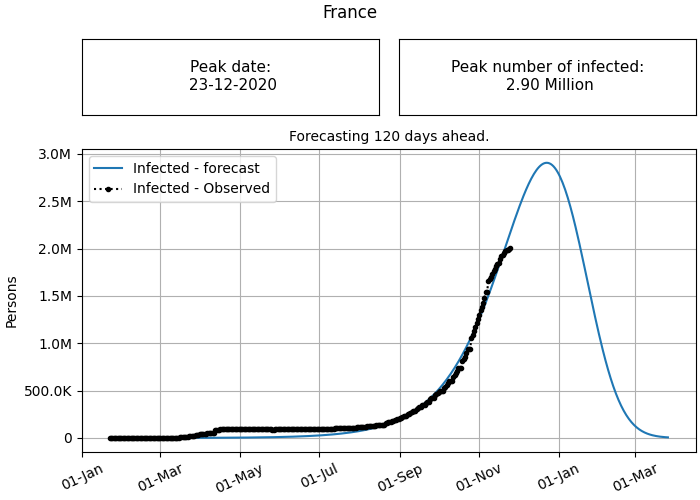 France
Peak date:
23-12-2020
Peak number of infected:
2.90 Million
Forecasting 120 days ahead.
Infected - forecast
Infected - Observed
Persons
3.0M
2.5M
2.0M
1.5M
1.0M
500.0K
0
01-Jan
01-Mar
01-May
01-Jul
01-Sep
01-Nov
01-Jan
01-Mar